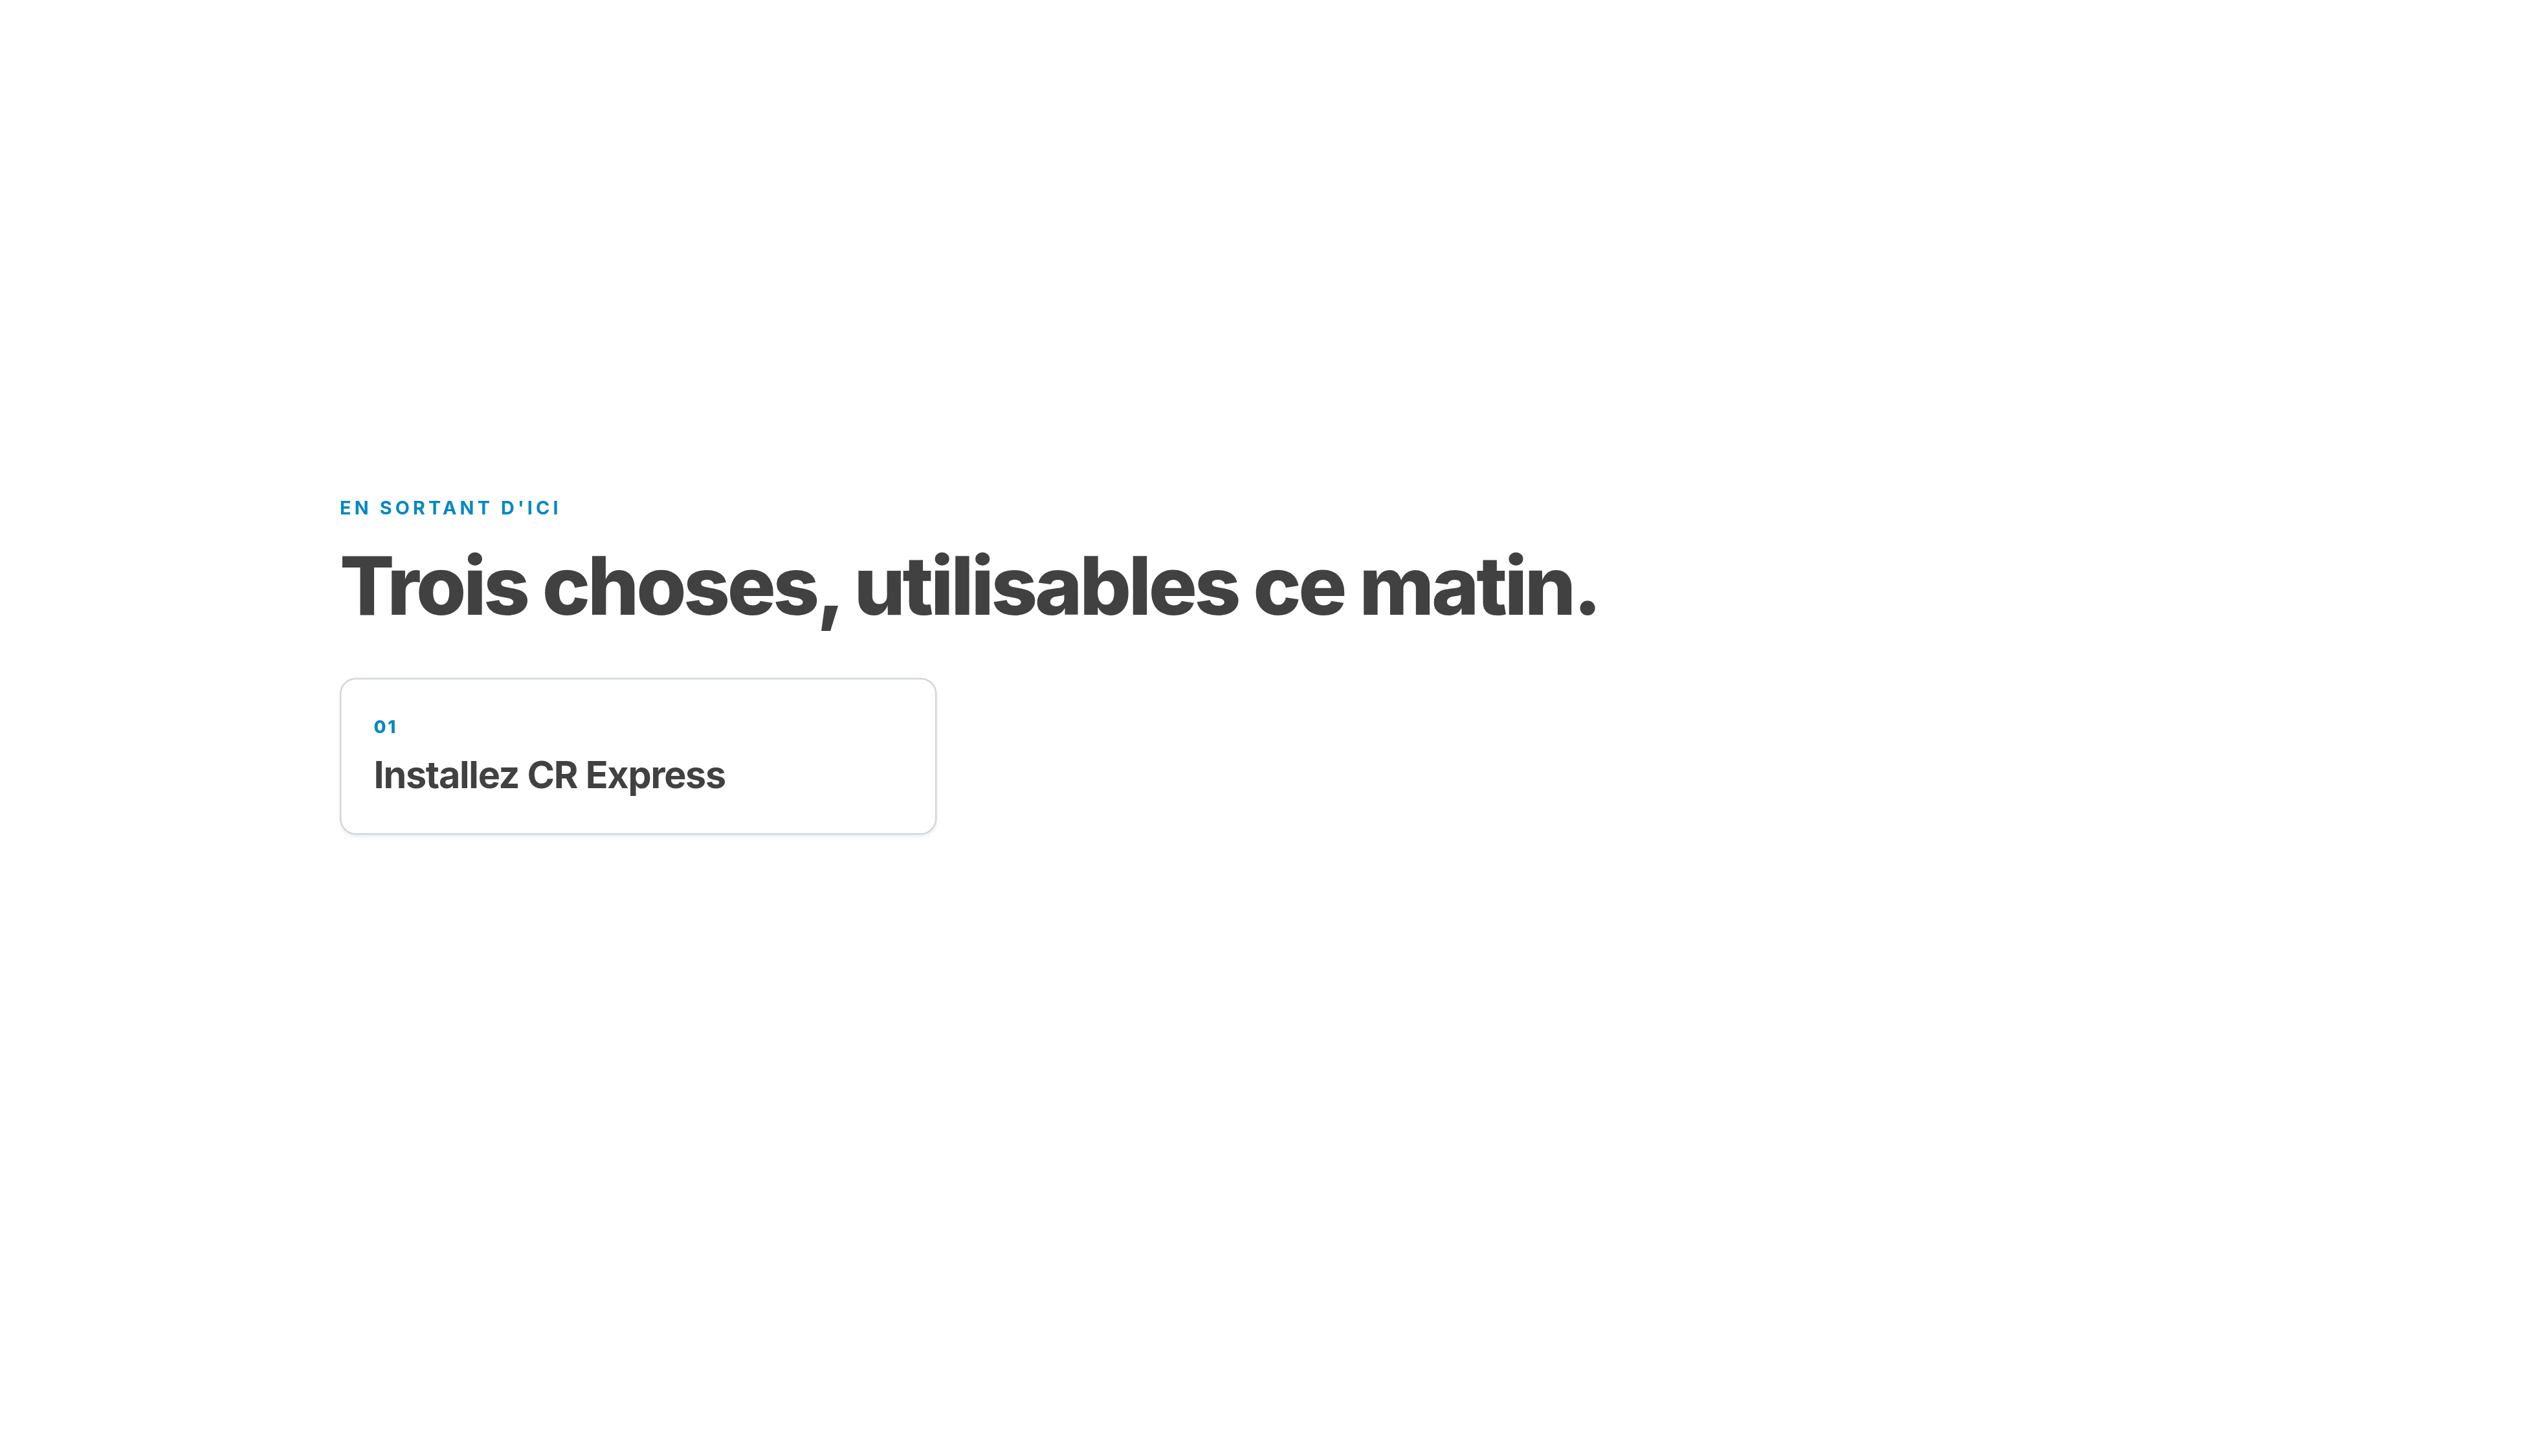 EN SORTANT D'ICI
Trois choses, utilisables ce matin.
01
Installez CR Express